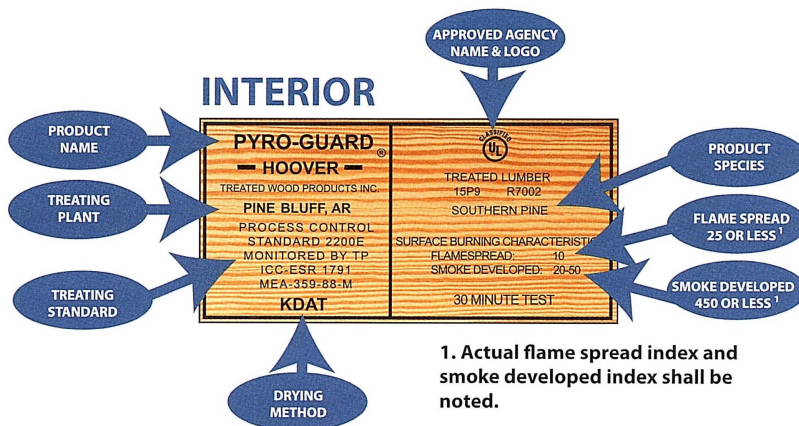 APPROVED AGENCY
NAME & LOGO
INTERIOR
PRODUCT
NAME
TREATING
PLANT
TREATING
STANDARD
PYRO-GUARD®
HOOVER
TREATED WOOD PRODUCTS INC.
PINE BLUFF, AR
PROCESS CONTROL
STANDARD 2200E
MONITORED BY TP
ICC-ESR 1791
MEA-359-88-M
KDAT
CLASSIFIED
UL
TREATED LUMBER
15P9 R7002
SOUTHERN PINE
SURFACE BURNING CHARACTERISTIC
FLAMESPREAD: 10
SMOKE DEVELOPED: 20-50
30 MINUTE TEST
PRODUCT
SPECIES
FLAME SPREAD
25 OR LESS ¹
SMOKE DEVELOPED
450 OR LESS ¹
DRYING
METHOD
1. Actual flame spread index and
smoke developed index shall be
noted.